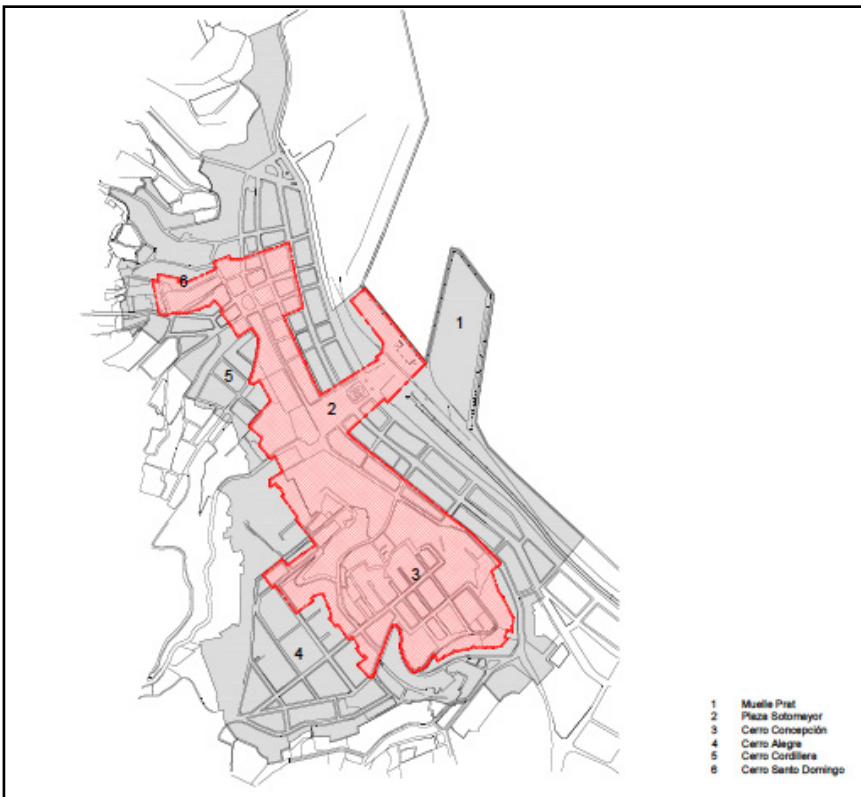 6
1
5
2
3
4
1 Muelle Prat
2 Plaza Sotomayor
3 Cerro Concepción
4 Cerro Alegre
5 Cerro Cordillera
6 Cerro Santo Domingo